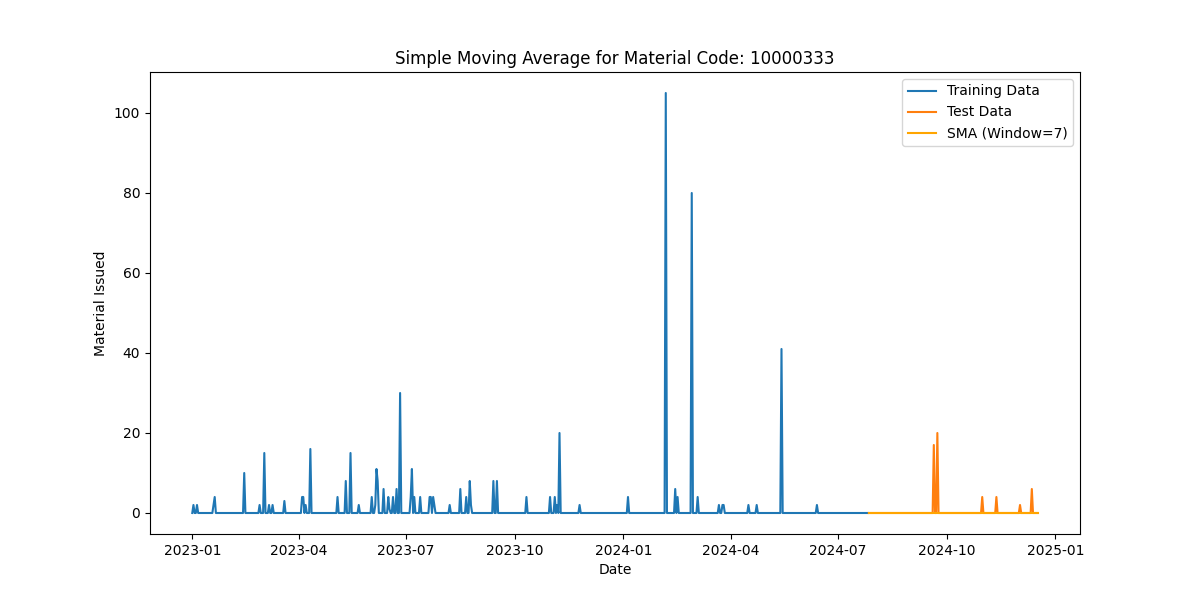 Simple Moving Average for Material Code: 10000333
Training Data
Test Data
SMA (Window=7)
Material Issued
100
80
60
40
20
0
2023-01 2023-04 2023-07 2023-10 2024-01 2024-04 2024-07 2024-10 2025-01
Date